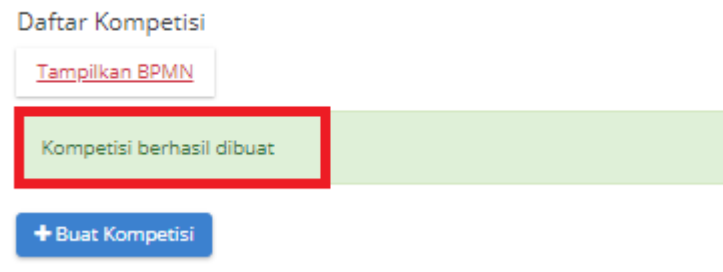 Daftar Kompetisi
Tampilkan BPMN
Kompetisi berhasil dibuat
+ Buat Kompetisi